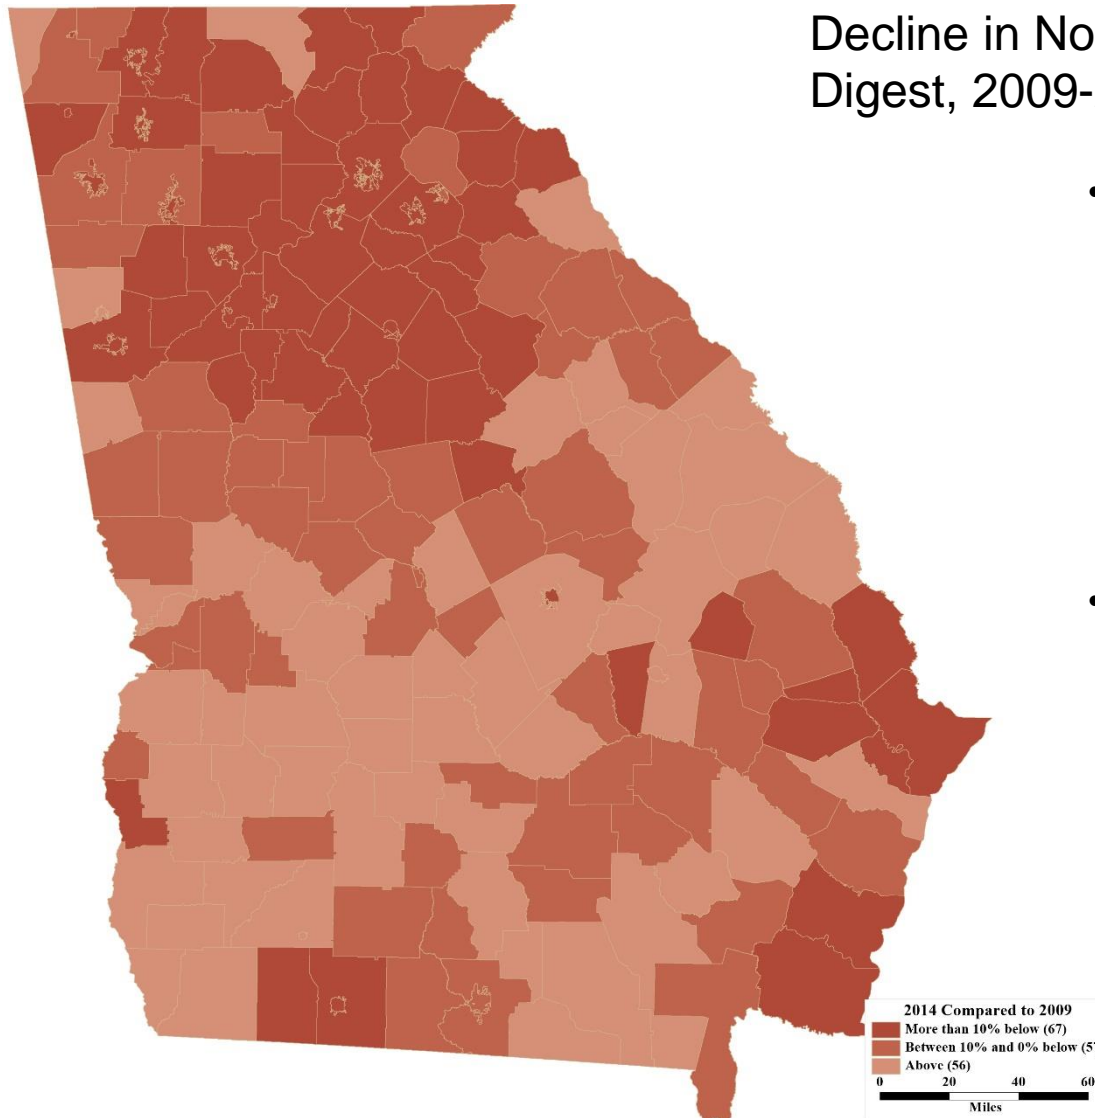 Decline in No
Digest, 2009-
•
•
2014 Compared to 2009
More than 10% below (67)
Between 10% and 0% below (57
Above (56)
0 20 40 60
Miles